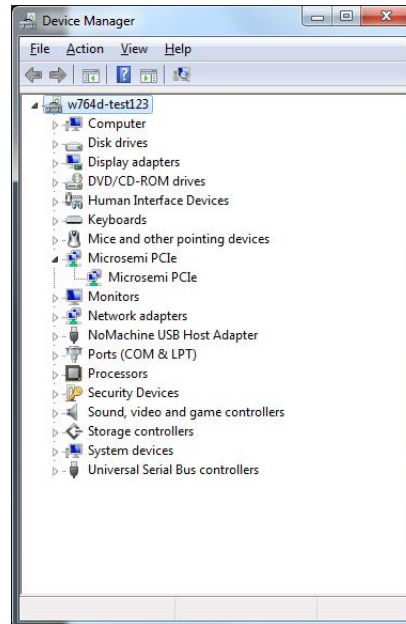 Device Manager
File Action View Help
w764d-test123
Computer
Disk drives
Display adapters
DVD/CD-ROM drives
Human Interface Devices
Keyboards
Mice and other pointing devices
Microsemi PCIe
Microsemi PCIe
Monitors
Network adapters
NoMachine USB Host Adapter
Ports (COM & LPT)
Processors
Security Devices
Sound, video and game controllers
Storage controllers
System devices
Universal Serial Bus controllers